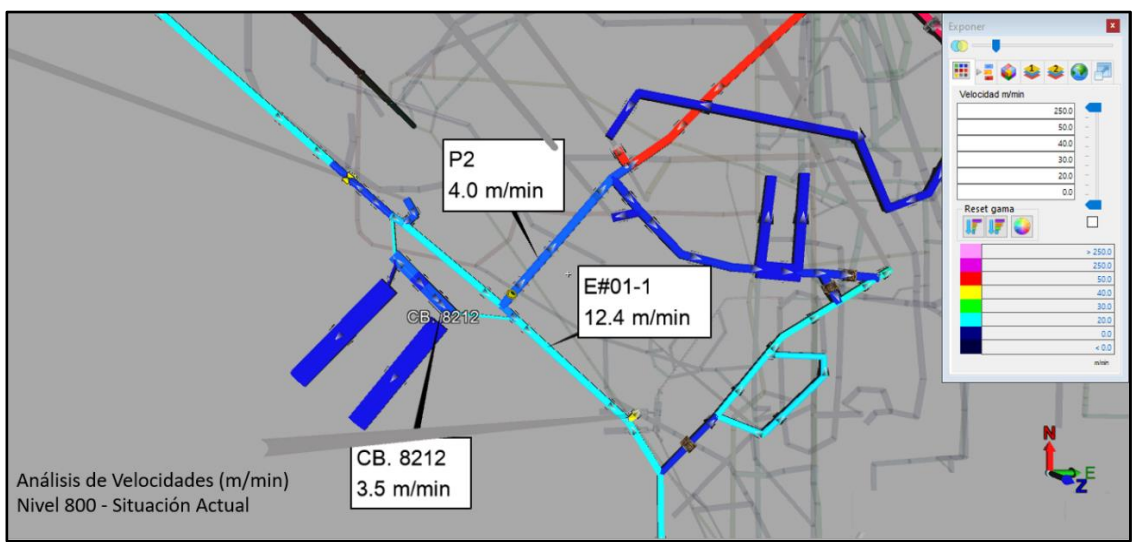 Exponer
x
Velocidad m/min
250.0
50.0
40.0
30.0
20.0
0.0
Reset gama
> 250.0
250.0
50.0
40.0
30.0
20.0
0.0
< 0.0
m/min
P2
4.0 m/min
E#01-1
12.4 m/min
CB. 8212
CB. 8212
3.5 m/min
Análisis de Velocidades (m/min)
Nivel 800 - Situación Actual
N
E
Z